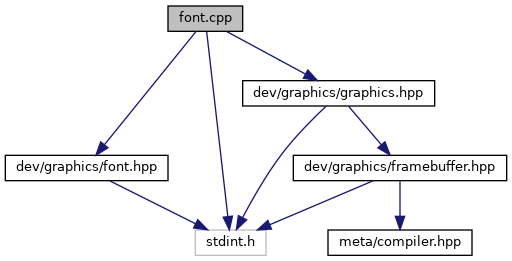 font.cpp
dev/graphics/graphics.hpp
dev/graphics/font.hpp
dev/graphics/framebuffer.hpp
stdint.h
meta/compiler.hpp